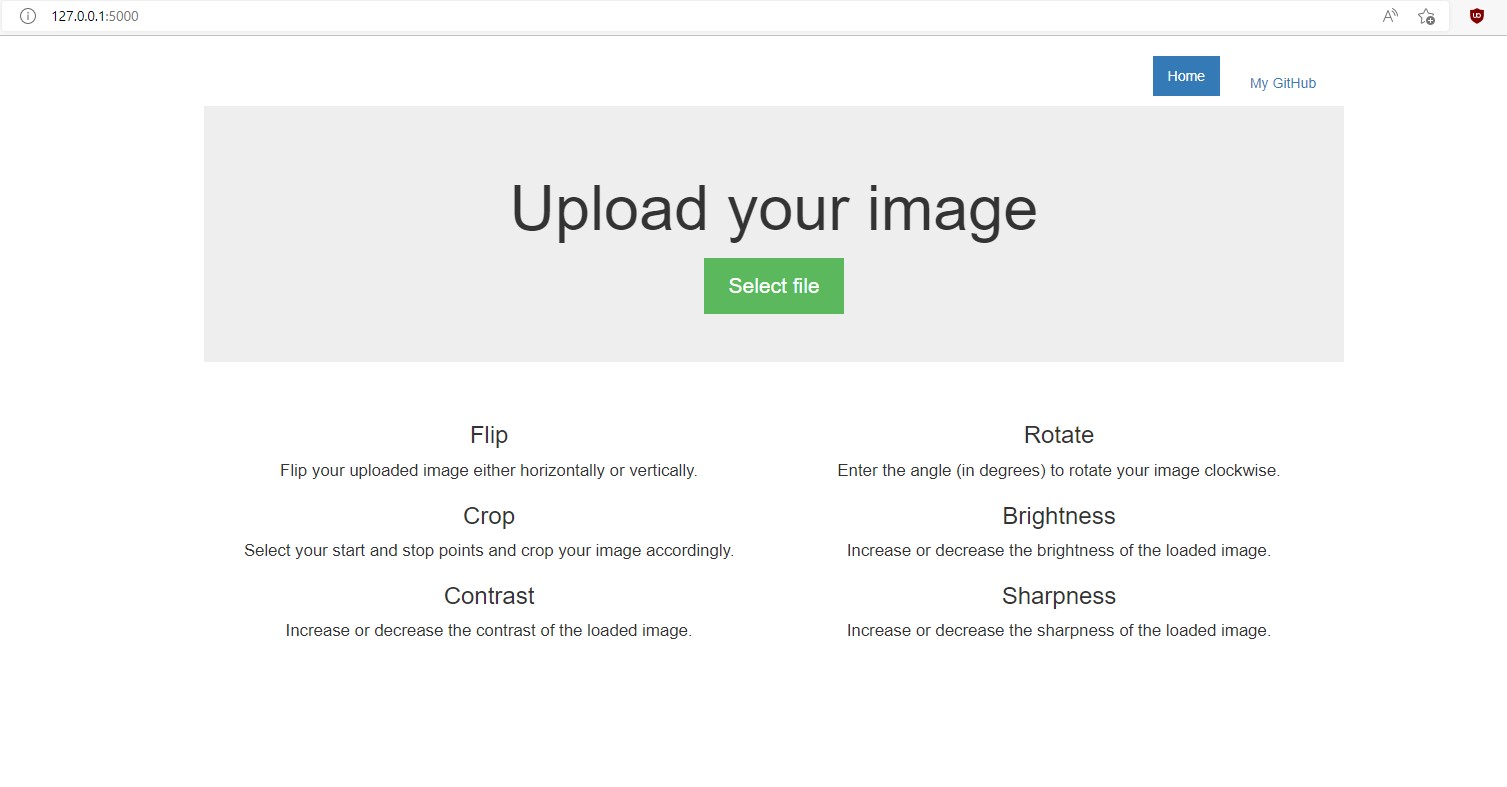 127.0.0.1:5000
Home
My GitHub
Upload your image
Select file
Flip
Flip your uploaded image either horizontally or vertically.
Rotate
Enter the angle (in degrees) to rotate your image clockwise.
Crop
Select your start and stop points and crop your image accordingly.
Brightness
Increase or decrease the brightness of the loaded image.
Contrast
Increase or decrease the contrast of the loaded image.
Sharpness
Increase or decrease the sharpness of the loaded image.